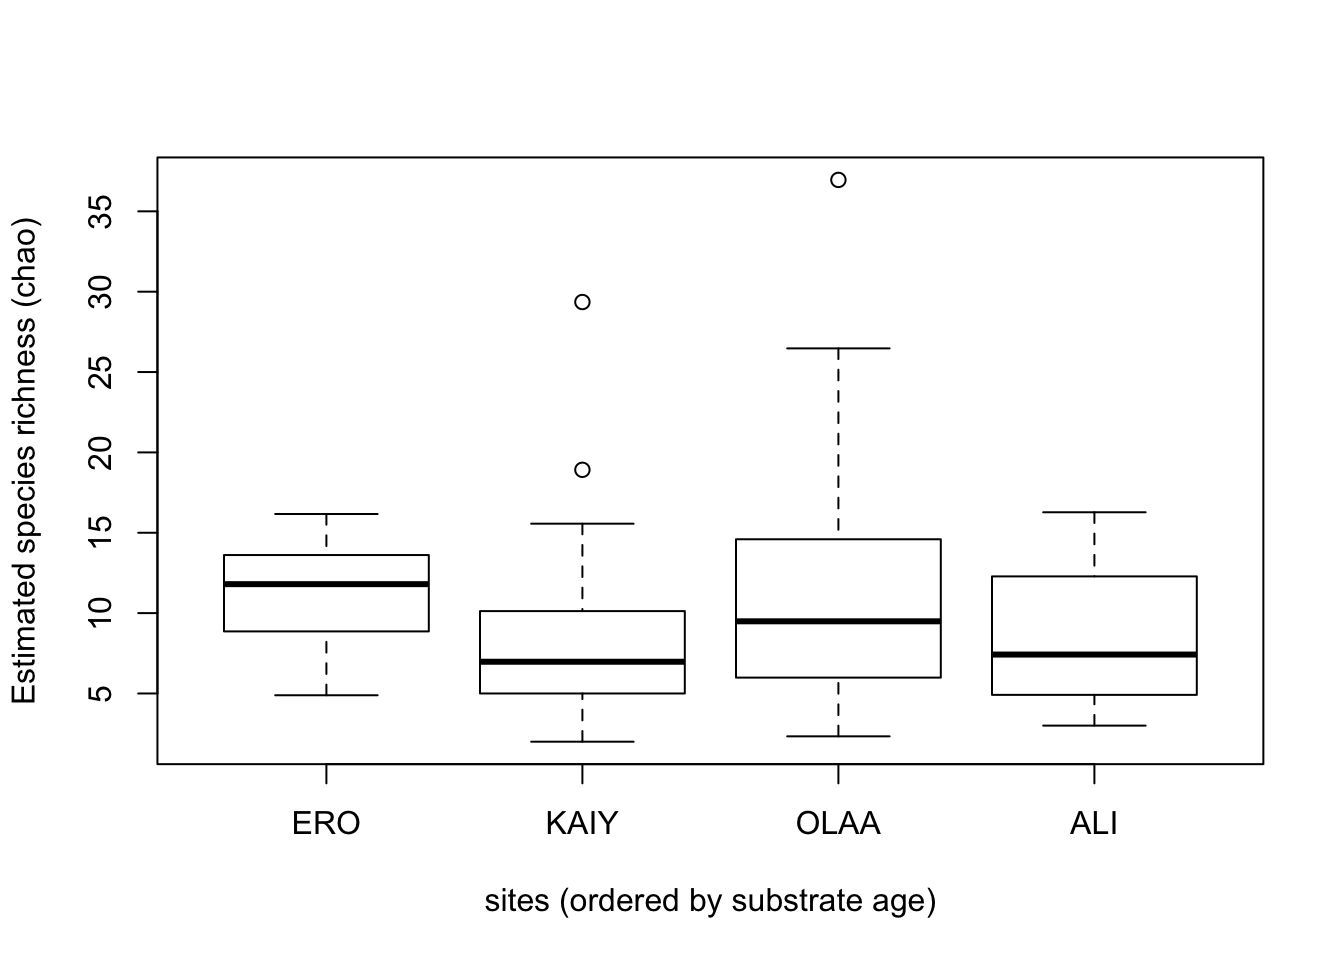 Estimated species richness (chao)
35
30
25
20
15
10
5
ERO KAIY OLAA ALI
sites (ordered by substrate age)